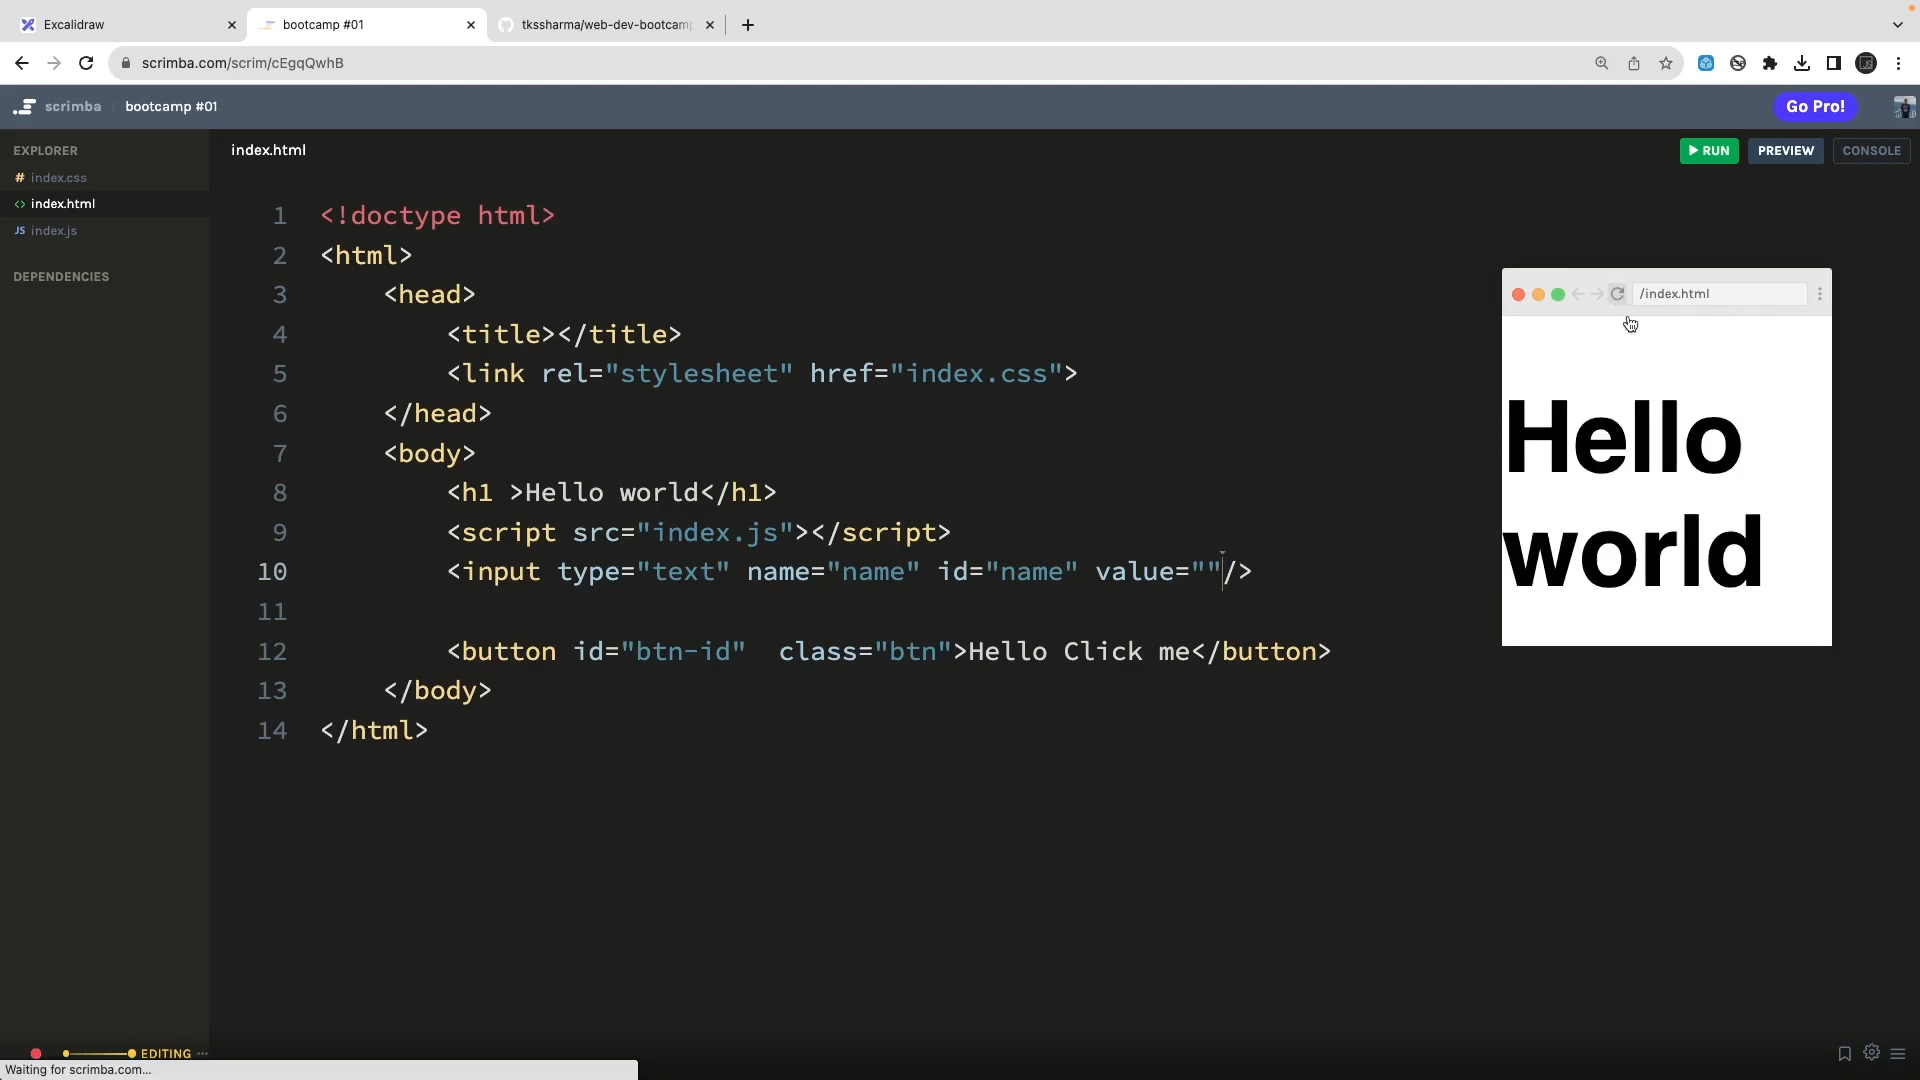 Excalidraw
bootcamp #01
tkssharma/web-dev-bootcamp
scrimba.com/scrim/cEgqQwhB
scrimba
bootcamp #01
Go Pro!
EXPLORER
index.css
index.html
index.js
DEPENDENCIES
index.html
RUN
PREVIEW
CONSOLE
1 <!doctype html>
2 <html>
3 <head>
4 <title></title>
5 <link rel="stylesheet" href="index.css">
6 </head>
7 <body>
8 <h1 >Hello world</h1>
9 <script src="index.js"></script>
10 <input type="text" name="name" id="name" value=""/>
11
12 <button id="btn-id"  class="btn">Hello Click me</button>
13 </body>
14 </html>
/index.html
Hello
world
EDITING
Waiting for scrimba.com...